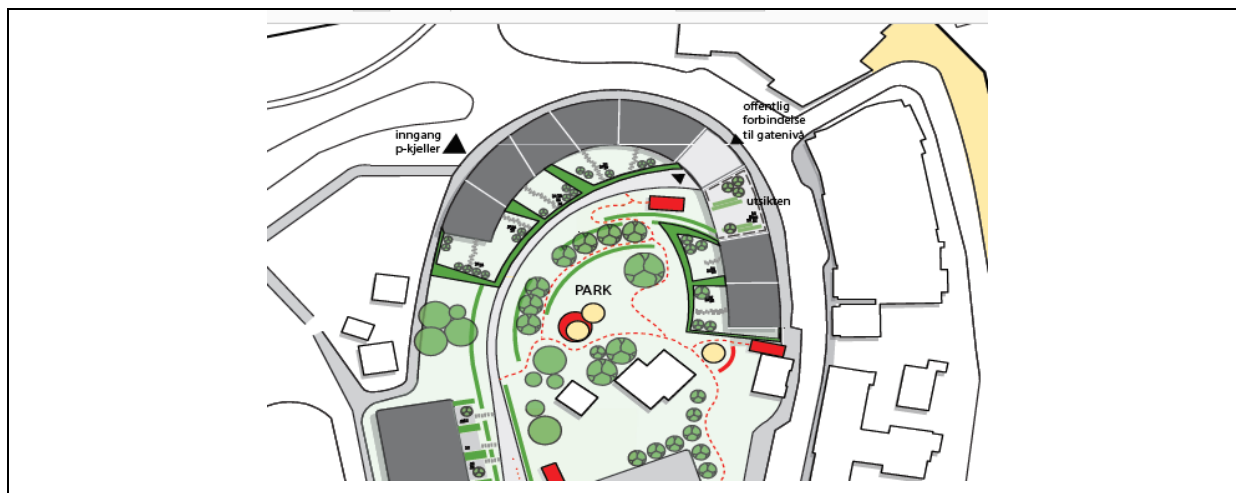 inngang
p-kjeller
offentlig
forbindelse
til gatenivå
utsikten
PARK